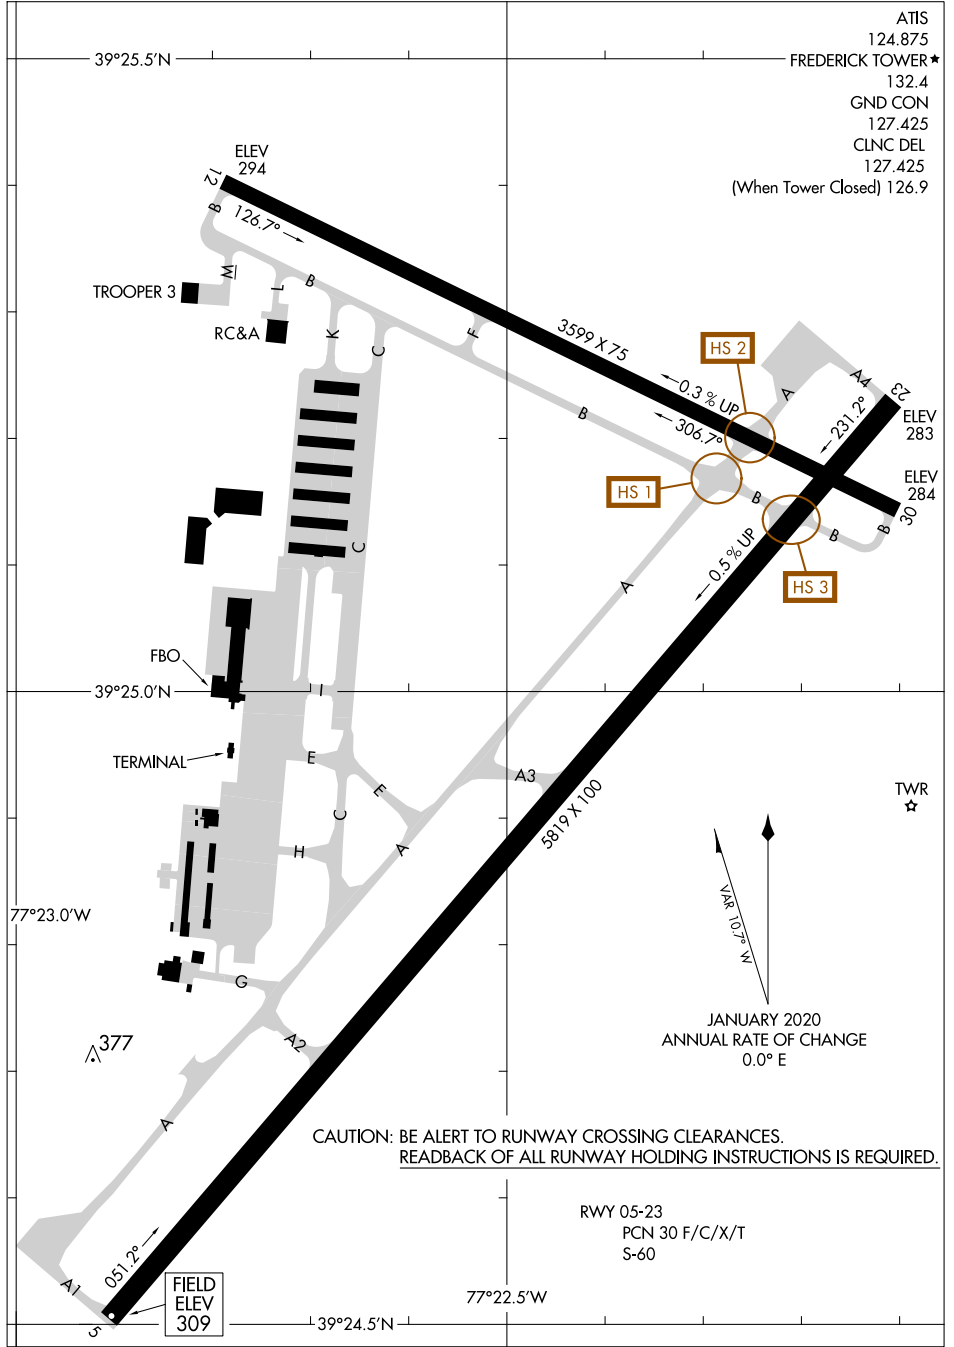 ATIS
124.875
FREDERICK TOWER ★
132.4
GND CON
127.425
CLNC DEL
127.425
(When Tower Closed) 126.9
39°25.5'N
ELEV
294
12
B
126.7°
M
L
B
TROOPER 3
RC&A
K
C
F
3599 X 75
HS 2
0.3 % UP
306.7°
A
A4
23
231.2°
ELEV
283
B
HS 1
B
ELEV
284
30
B
B
HS 3
0.5 % UP
C
A
FBO
I
39°25.0'N
TERMINAL
E
E
A3
C
5819 X 100
TWR
H
A
VAR 10.7° W
77°23.0'W
G
JANUARY 2020
ANNUAL RATE OF CHANGE
0.0° E
377
A2
A
CAUTION: BE ALERT TO RUNWAY CROSSING CLEARANCES.
READBACK OF ALL RUNWAY HOLDING INSTRUCTIONS IS REQUIRED.
RWY 05-23
PCN 30 F/C/X/T
S-60
051.2°
A1
5
FIELD
ELEV
309
77°22.5'W
39°24.5'N